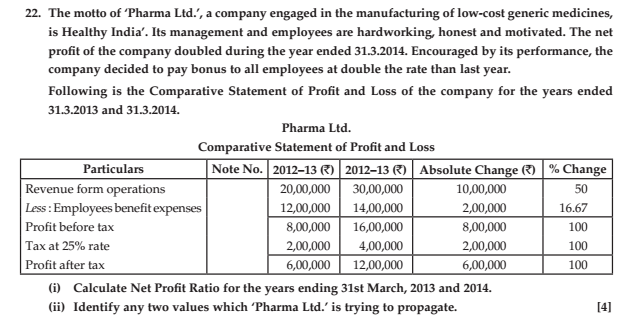 22. The motto of ‘Pharma Ltd.’, a company engaged in the manufacturing of low-cost generic medicines,
is Healthy India’. Its management and employees are hardworking, honest and motivated. The net
profit of the company doubled during the year ended 31.3.2014. Encouraged by its performance, the
company decided to pay bonus to all employees at double the rate than last year.
Following is the Comparative Statement of Profit and Loss of the company for the years ended
31.3.2013 and 31.3.2014.
Pharma Ltd.
Comparative Statement of Profit and Loss
Particulars Note No. 2012–13 (₹) 2012–13 (₹) Absolute Change (₹) % Change
Revenue form operations 20,00,000 30,00,000 10,00,000 50
Less : Employees benefit expenses 12,00,000 14,00,000 2,00,000 16.67
Profit before tax 8,00,000 16,00,000 8,00,000 100
Tax at 25% rate 2,00,000 4,00,000 2,00,000 100
Profit after tax 6,00,000 12,00,000 6,00,000 100
(i) Calculate Net Profit Ratio for the years ending 31st March, 2013 and 2014.
(ii) Identify any two values which ‘Pharma Ltd.’ is trying to propagate. [4]